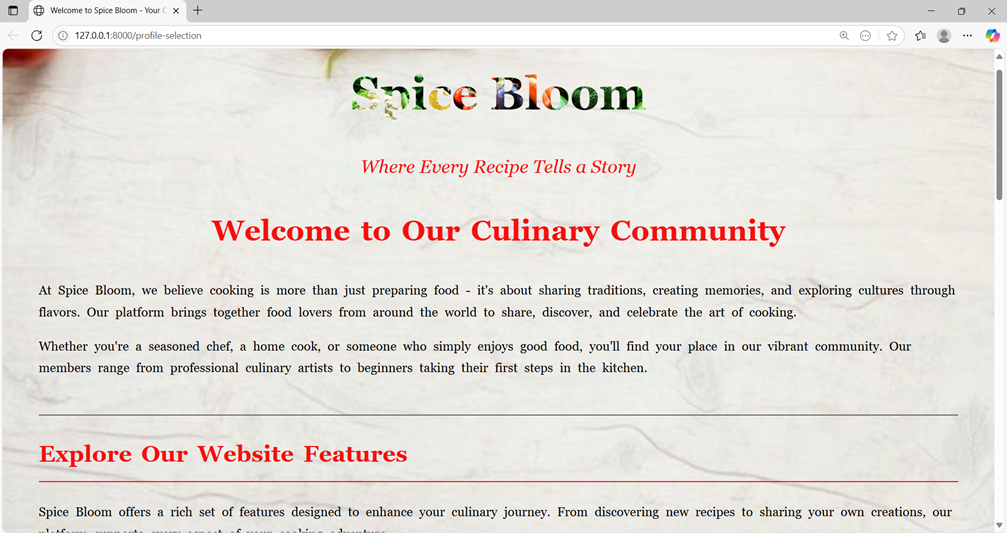 Welcome to Spice Bloom - Your C
127.0.0.1:8000/profile-selection
Spice Bloom
Where Every Recipe Tells a Story
Welcome to Our Culinary Community
At Spice Bloom, we believe cooking is more than just preparing food - it's about sharing traditions, creating memories, and exploring cultures through
flavors. Our platform brings together food lovers from around the world to share, discover, and celebrate the art of cooking.
Whether you're a seasoned chef, a home cook, or someone who simply enjoys good food, you'll find your place in our vibrant community. Our
members range from professional culinary artists to beginners taking their first steps in the kitchen.
Explore Our Website Features
Spice Bloom offers a rich set of features designed to enhance your culinary journey. From discovering new recipes to sharing your own creations, our